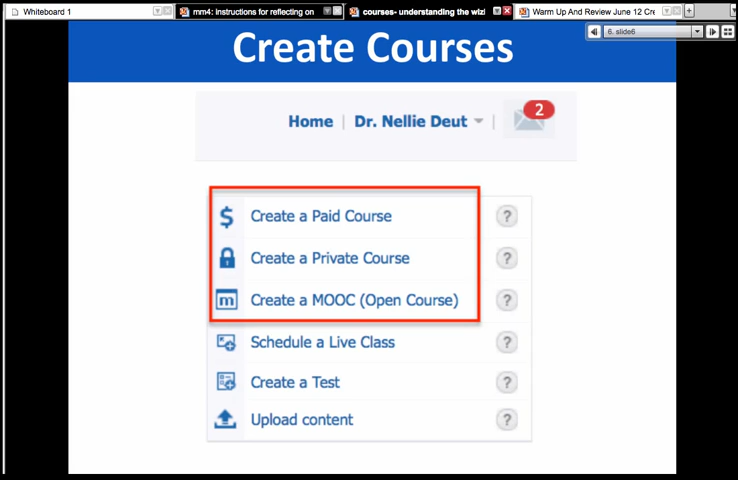 Whiteboard 1
mm4: instructions for reflecting on
courses- understanding the wizi
Warm Up And Review June 12 Cre
6. slide6
Create Courses
Home | Dr. Nellie Deut | 2
$ Create a Paid Course ?
Create a Private Course ?
m Create a MOOC (Open Course) ?
Schedule a Live Class ?
Create a Test ?
Upload content ?